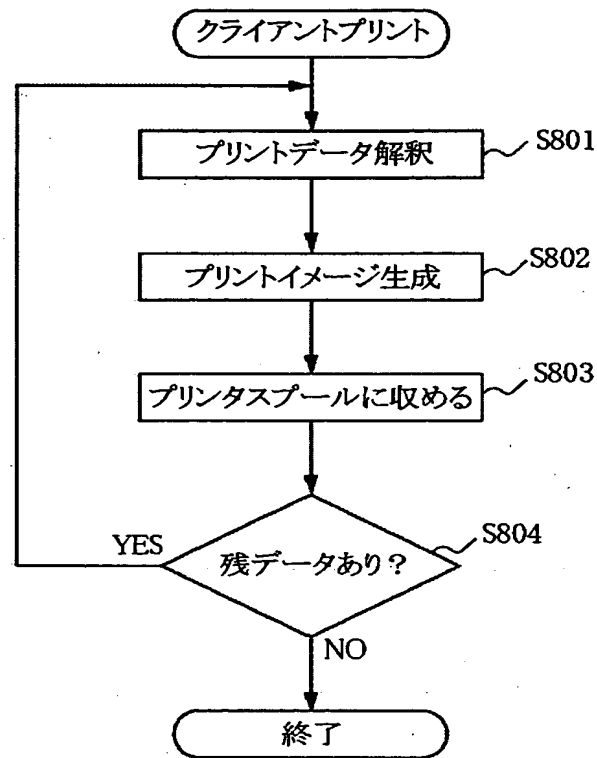 クライアントプリント
プリントデータ解釈
S801
プリントイメージ生成
S802
プリンタスプールに収める
S803
残データあり?
S804
YES
NO
終了